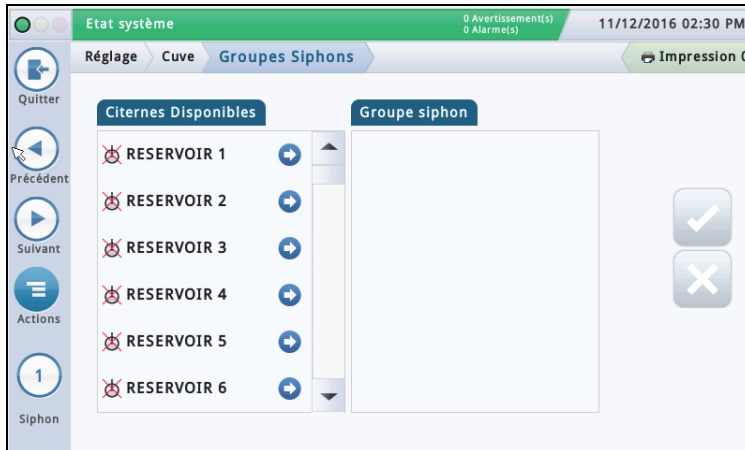 Etat système
0 Avertissement(s)
0 Alarme(s)
11/12/2016 02:30 PM
Réglage
Cuve
Groupes Siphons
Impression
Quitter
Précédent
Suivant
Actions
1
Siphon
Citernes Disponibles
RESERVOIR 1
RESERVOIR 2
RESERVOIR 3
RESERVOIR 4
RESERVOIR 5
RESERVOIR 6
Groupe siphon